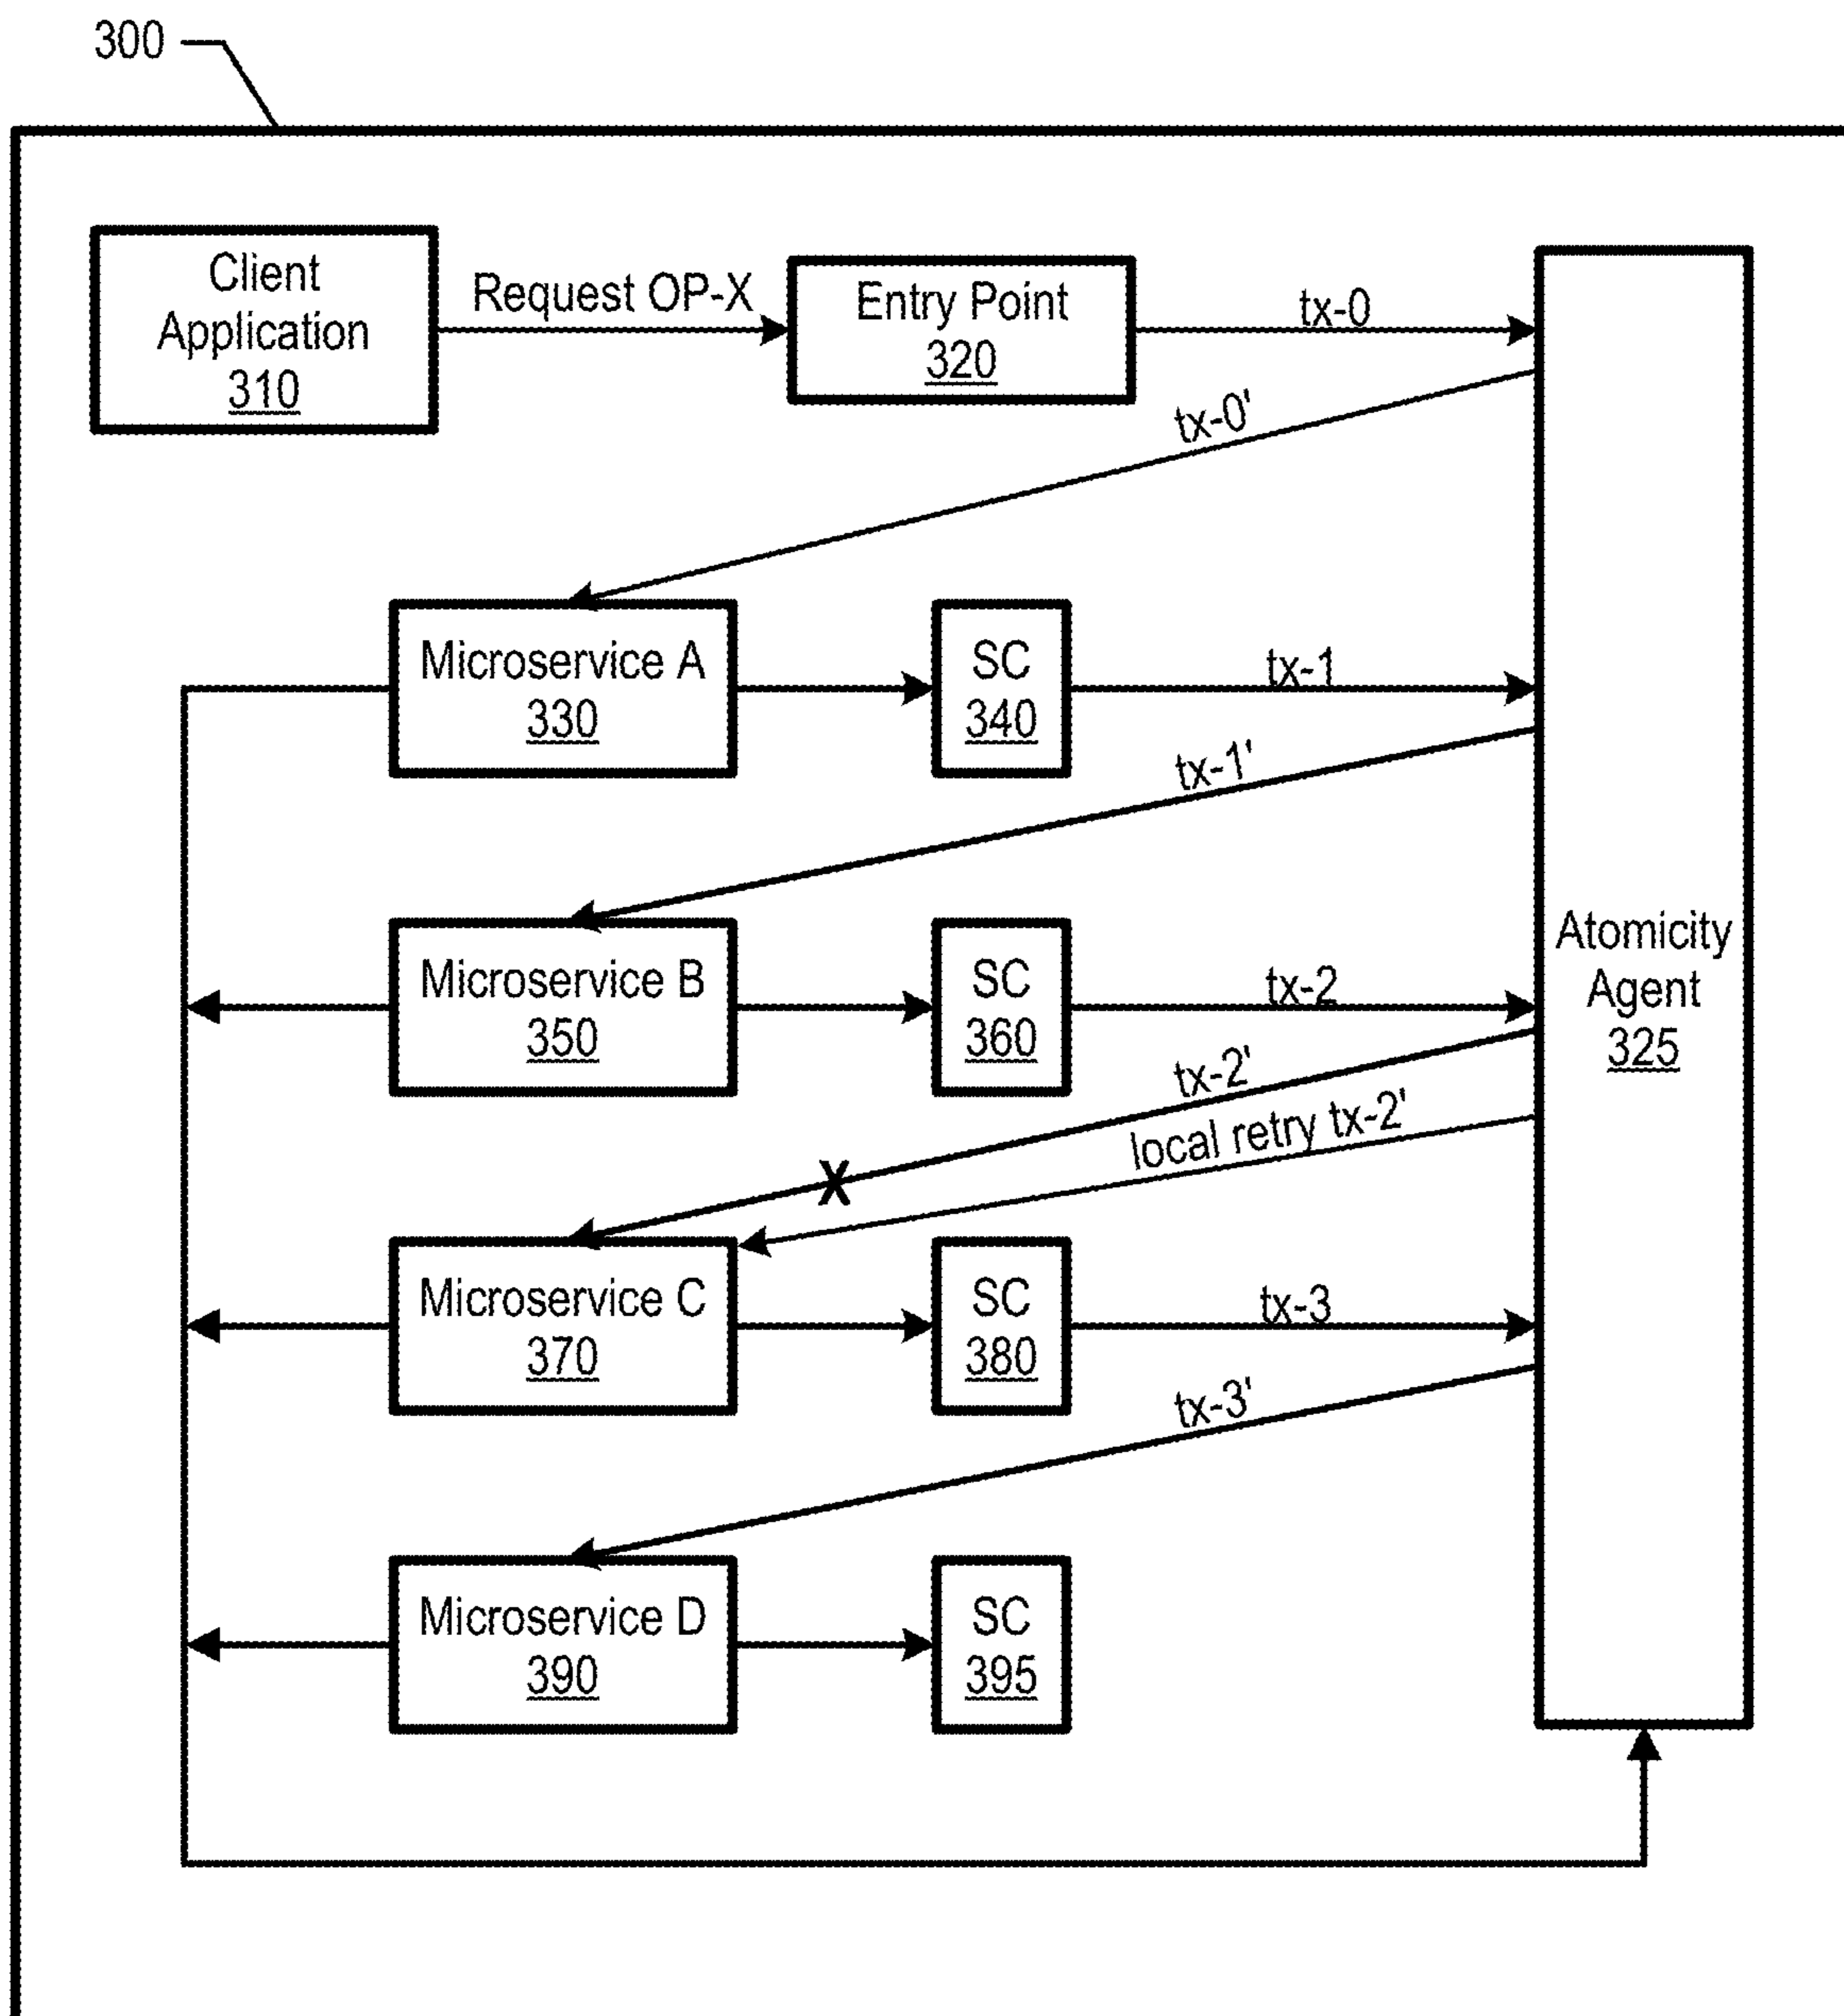 300
Client
Application
310
Request OP-X
Entry Point
320
tx-0
tx-0'
Microservice A
330
SC
340
tx-1
tx-1'
Microservice B
350
SC
360
tx-2
Atomicity
Agent
325
tx-2'
local retry tx-2'
X
Microservice C
370
SC
380
tx-3
tx-3'
Microservice D
390
SC
395